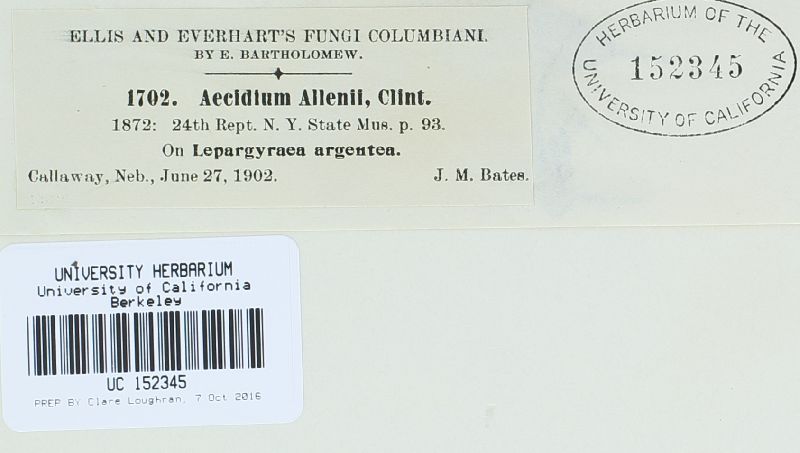 ELLIS AND EVERHART'S FUNGI COLUMBIANI.
BY E. BARTHOLOMEW.
1702. Aecidium Allenii, Clint.
1872: 24th Rept. N. Y. State Mus. p. 93.
On Lepargyraea argentea.
Callaway, Neb., June 27, 1902. J. M. Bates.
HERBARIUM OF THE
152345
UNIVERSITY OF CALIFORNIA
UNIVERSITY HERBARIUM
University of California
Berkeley
UC 152345
PREP BY Clare Loughran, 7 Oct 2016